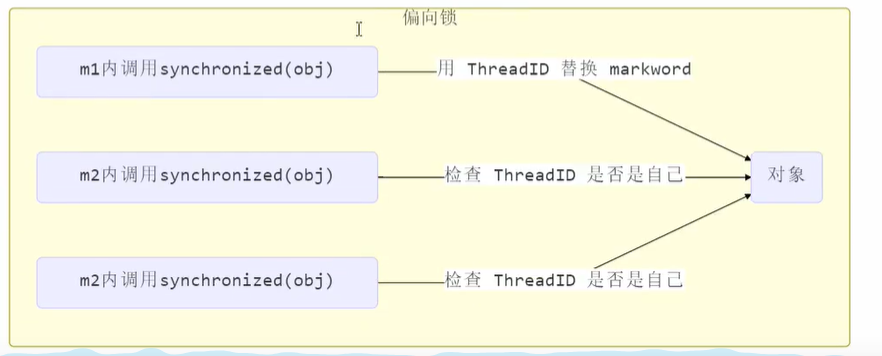 偏向锁
m1内调用synchronized(obj)
用 ThreadID 替换 markword
m2内调用synchronized(obj)
检查 ThreadID 是否是自己
对象
m2内调用synchronized(obj)
检查 ThreadID 是否是自己